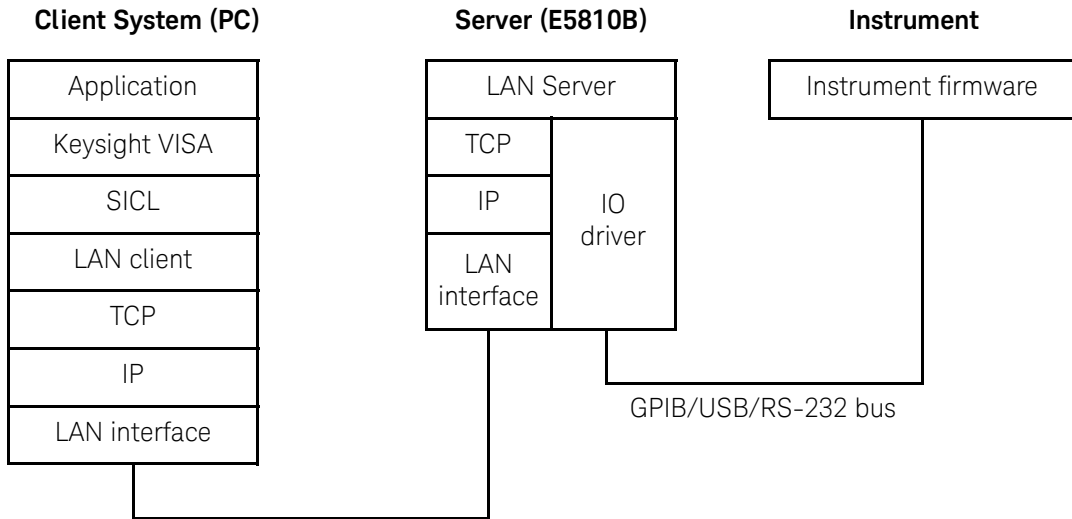 Client System (PC)
Application
Keysight VISA
SICL
LAN client
TCP
IP
LAN interface
Server (E5810B)
LAN Server
TCP
IP
LAN
interface
IO
driver
Instrument
Instrument firmware
GPIB/USB/RS-232 bus